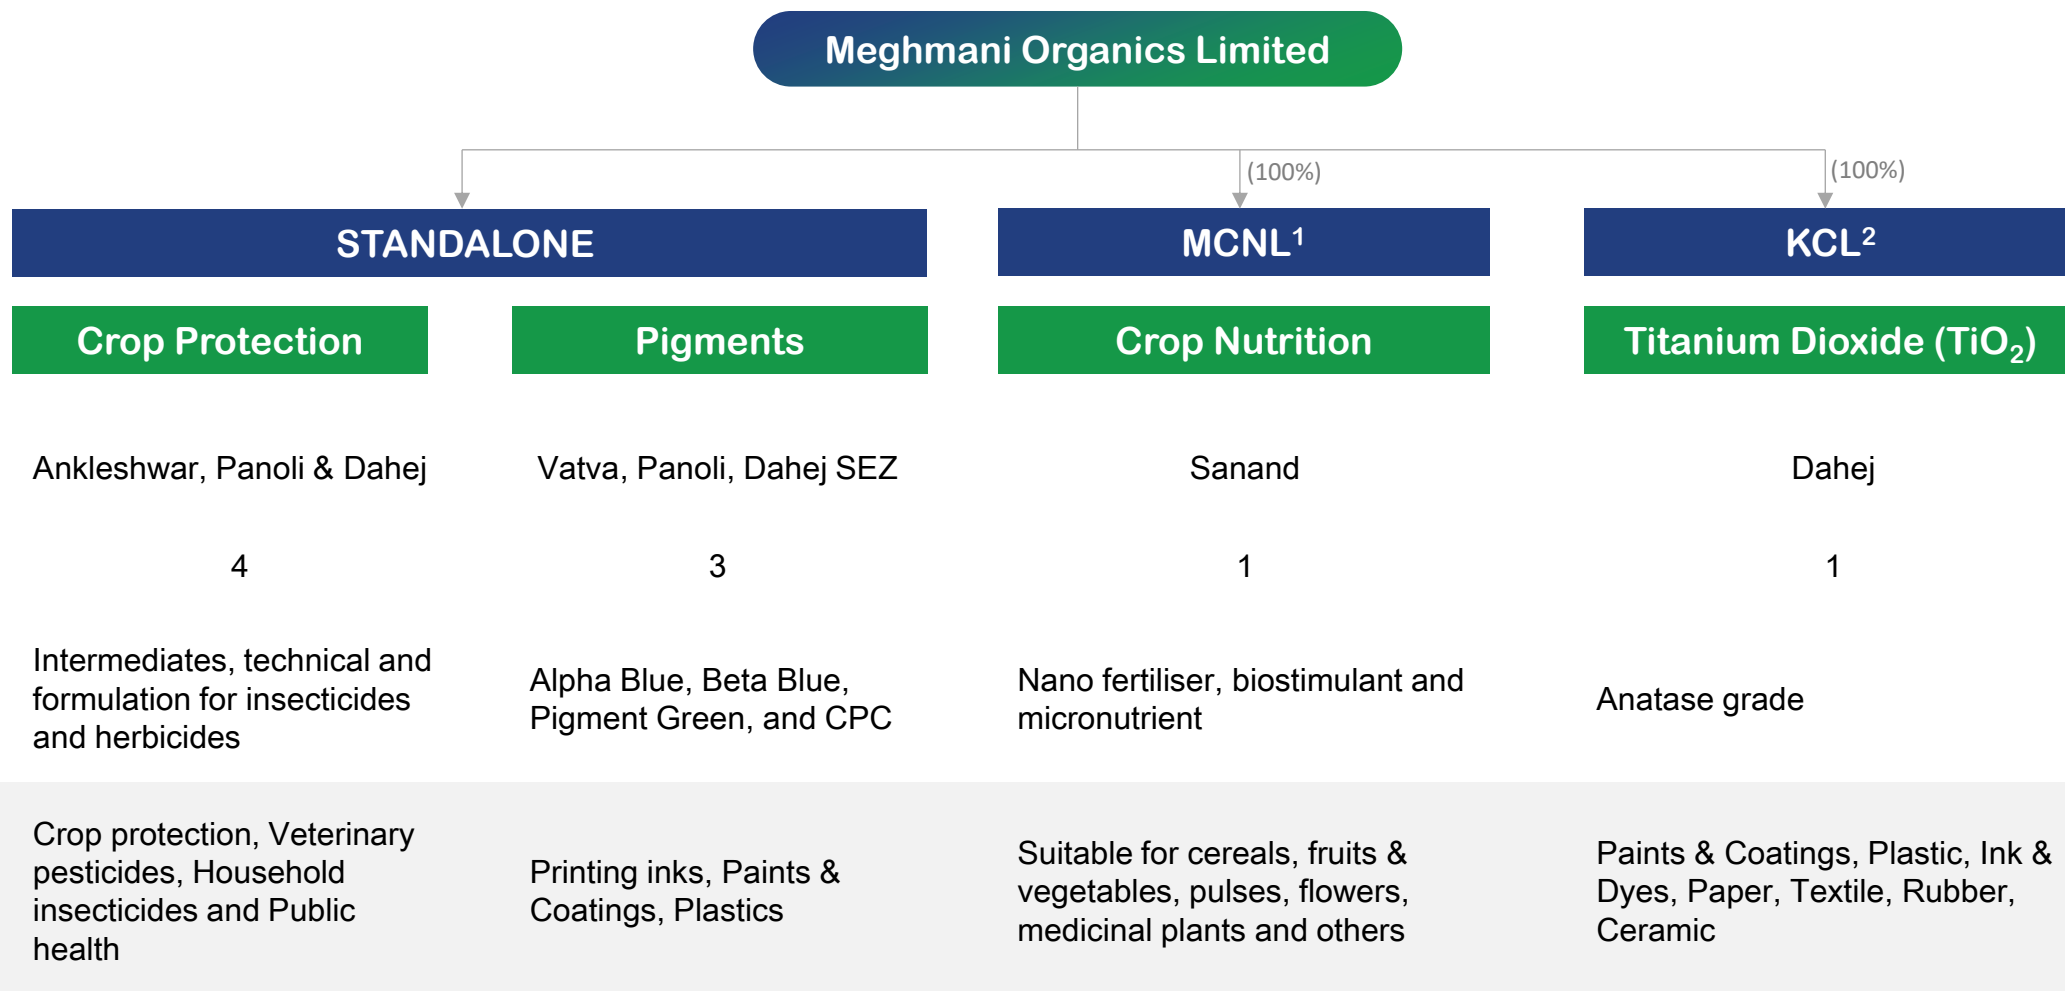 Meghmani Organics Limited
(100%)
(100%)
STANDALONE
MCNL¹
KCL²
Crop Protection
Pigments
Crop Nutrition
Titanium Dioxide (TiO₂)
Ankleshwar, Panoli & Dahej
Vatva, Panoli, Dahej SEZ
Sanand
Dahej
4
3
1
1
Intermediates, technical and
formulation for insecticides
and herbicides
Alpha Blue, Beta Blue,
Pigment Green, and CPC
Nano fertiliser, biostimulant and
micronutrient
Anatase grade
Crop protection, Veterinary
pesticides, Household
insecticides and Public
health
Printing inks, Paints &
Coatings, Plastics
Suitable for cereals, fruits &
vegetables, pulses, flowers,
medicinal plants and others
Paints & Coatings, Plastic, Ink &
Dyes, Paper, Textile, Rubber,
Ceramic